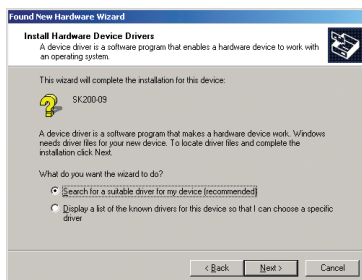 Found New Hardware Wizard
Install Hardware Device Drivers
A device driver is a software program that enables a hardware device to work with
an operating system.
This wizard will complete the installation for this device:
SK200-09
A device driver is a software program that makes a hardware device work. Windows
needs driver files for your new device. To locate driver files and complete the
installation click Next.
What do you want the wizard to do?
Search for a suitable driver for my device (recommended)
Display a list of the known drivers for this device so that I can choose a specific
driver
< Back Next > Cancel